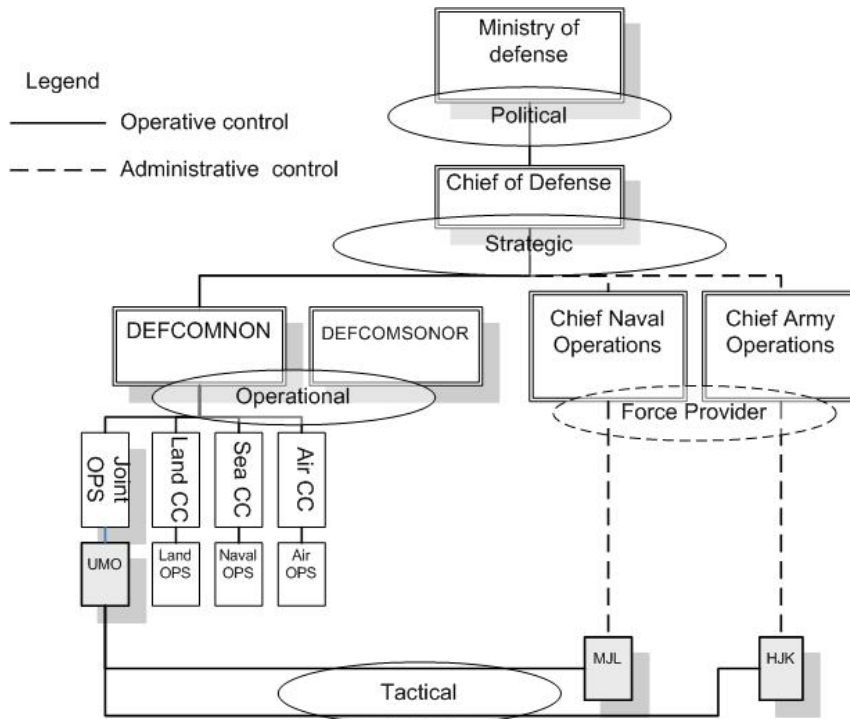 Ministry of
defense
Legend
Operative control
Political
Administrative control
Chief of Defense
Strategic
DEFCOMNON
DEFCOMSONOR
Chief Naval
Operations
Chief Army
Operations
Operational
Force Provider
Joint
OPS
Land CC
Sea CC
Air CC
UMO
Land
OPS
Naval
OPS
Air
OPS
MJL
HJK
Tactical